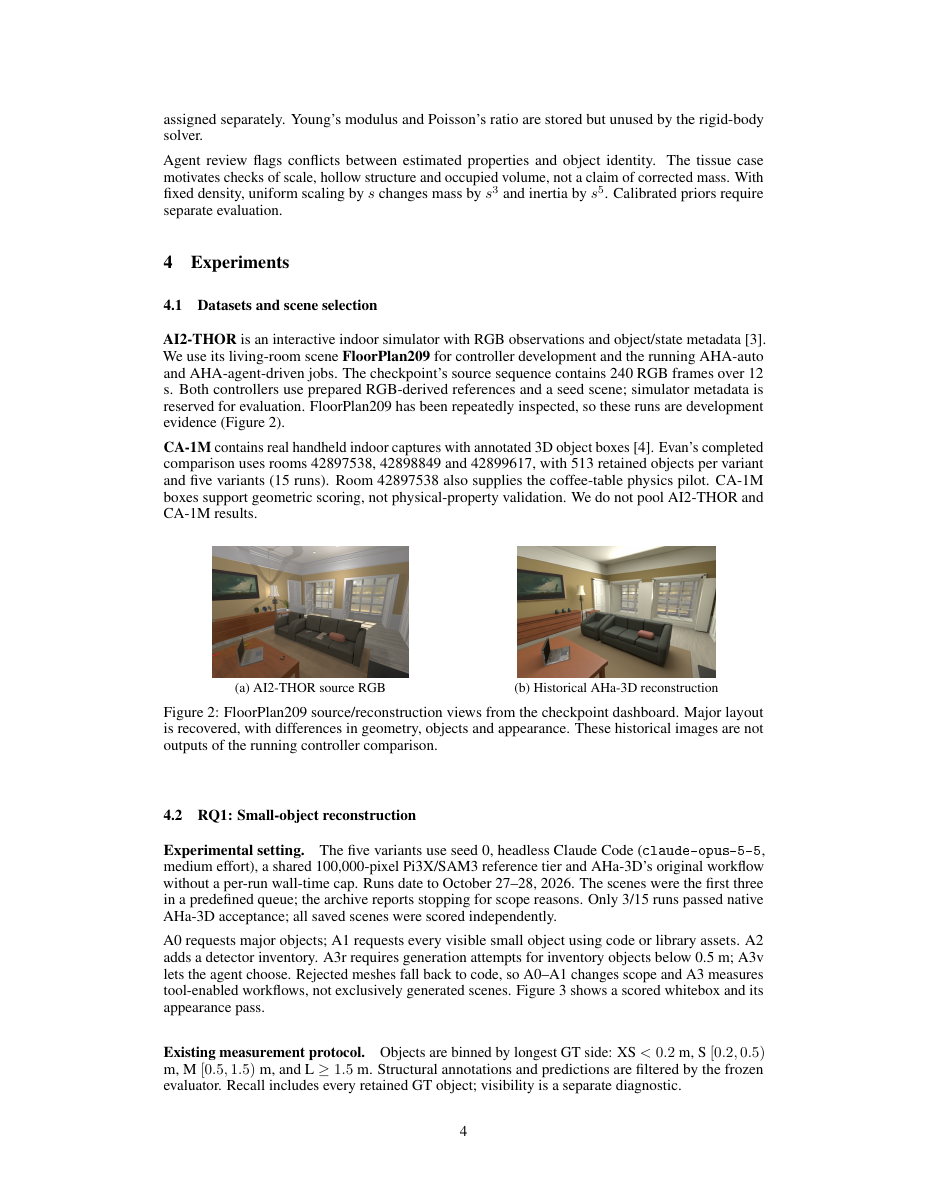 assigned separately. Young's modulus and Poisson's ratio are stored but unused by the rigid-body
solver.
Agent review flags conflicts between estimated properties and object identity. The tissue case
motivates checks of scale, hollow structure and occupied volume, not a claim of corrected mass. With
fixed density, uniform scaling by s changes mass by s³ and inertia by s⁵. Calibrated priors require
separate evaluation.
4 Experiments
4.1 Datasets and scene selection
AI2-THOR is an interactive indoor simulator with RGB observations and object/state metadata [3].
We use its living-room scene FloorPlan209 for controller development and the running AHA-auto
and AHA-agent-driven jobs. The checkpoint's source sequence contains 240 RGB frames over 12
s. Both controllers use prepared RGB-derived references and a seed scene; simulator metadata is
reserved for evaluation. FloorPlan209 has been repeatedly inspected, so these runs are development
evidence (Figure 2).
CA-1M contains real handheld indoor captures with annotated 3D object boxes [4]. Evan's completed
comparison uses rooms 42897538, 42898849 and 42899617, with 513 retained objects per variant
and five variants (15 runs). Room 42897538 also supplies the coffee-table physics pilot. CA-1M
boxes support geometric scoring, not physical-property validation. We do not pool AI2-THOR and
CA-1M results.
(a) AI2-THOR source RGB
(b) Historical AHa-3D reconstruction
Figure 2: FloorPlan209 source/reconstruction views from the checkpoint dashboard. Major layout
is recovered, with differences in geometry, objects and appearance. These historical images are not
outputs of the running controller comparison.
4.2 RQ1: Small-object reconstruction
Experimental setting. The five variants use seed 0, headless Claude Code (claude-opus-5-5,
medium effort), a shared 100,000-pixel Pi3X/SAM3 reference tier and AHa-3D's original workflow
without a per-run wall-time cap. Runs date to October 27–28, 2026. The scenes were the first three
in a predefined queue; the archive reports stopping for scope reasons. Only 3/15 runs passed native
AHa-3D acceptance; all saved scenes were scored independently.
A0 requests major objects; A1 requests every visible small object using code or library assets. A2
adds a detector inventory. A3r requires generation attempts for inventory objects below 0.5 m; A3v
lets the agent choose. Rejected meshes fall back to code, so A0–A1 changes scope and A3 measures
tool-enabled workflows, not exclusively generated scenes. Figure 3 shows a scored whitebox and its
appearance pass.
Existing measurement protocol. Objects are binned by longest GT side: XS < 0.2 m, S [0.2, 0.5)
m, M [0.5, 1.5) m, and L ≥ 1.5 m. Structural annotations and predictions are filtered by the frozen
evaluator. Recall includes every retained GT object; visibility is a separate diagnostic.
4